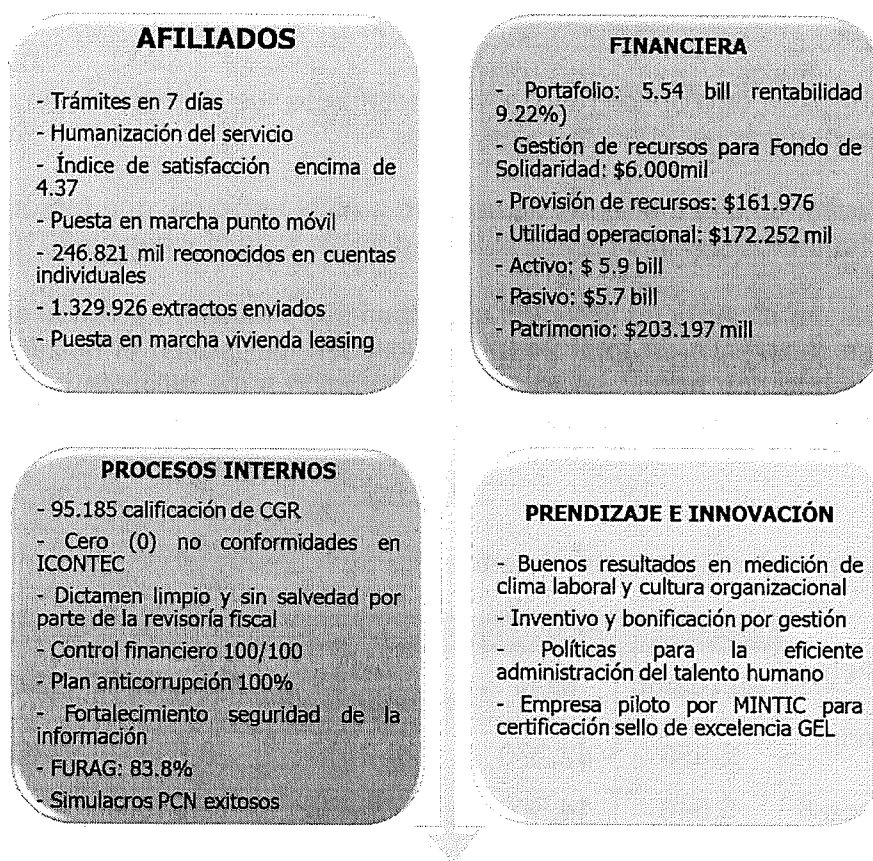 AFILIADOS
- Trámites en 7 días
- Humanización del servicio
- Índice de satisfacción encima de
4.37
- Puesta en marcha punto móvil
- 246.821 mil reconocidos en cuentas
individuales
- 1.329.926 extractos enviados
- Puesta en marcha vivienda leasing
FINANCIERA
- Portafolio: 5.54 bill rentabilidad
9.22%)
- Gestión de recursos para Fondo de
Solidaridad: $6.000mil
- Provisión de recursos: $161.976
- Utilidad operacional: $172.252 mil
- Activo: $ 5.9 bill
- Pasivo: $5.7 bill
- Patrimonio: $203.197 mill
PROCESOS INTERNOS
- 95.185 calificación de CGR
- Cero (0) no conformidades en
ICONTEC
- Dictamen limpio y sin salvedad por
parte de la revisoría fiscal
- Control financiero 100/100
- Plan anticorrupción 100%
- Fortalecimiento seguridad de la
información
- FURAG: 83.8%
- Simulacros PCN exitosos
PRENDIZAJE E INNOVACIÓN
- Buenos resultados en medición de
clima laboral y cultura organizacional
- Inventivo y bonificación por gestión
- Políticas para la eficiente
administración del talento humano
- Empresa piloto por MINTIC para
certificación sello de excelencia GEL